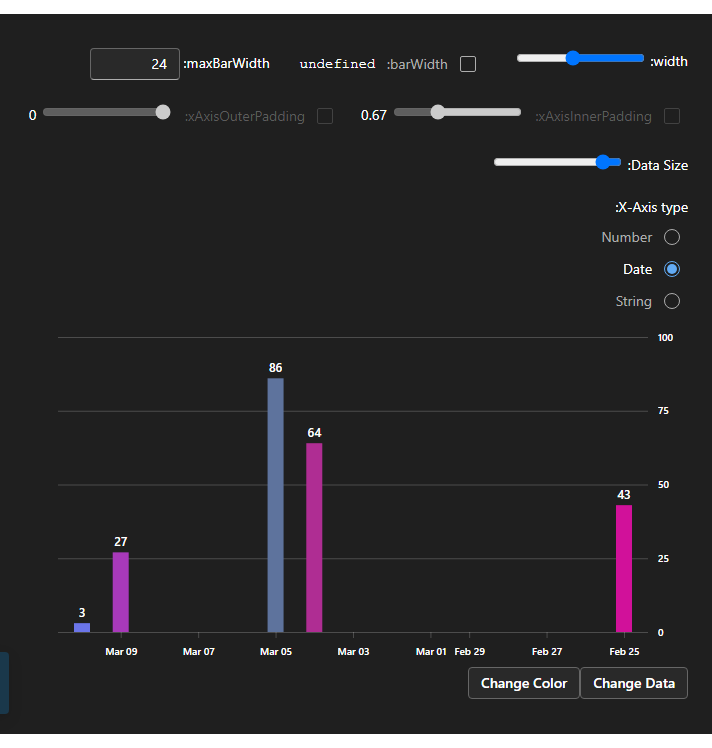 width:
barWidth: undefined
maxBarWidth: 24
xAxisInnerPadding: 0.67
xAxisOuterPadding: 0
Data Size:
X-Axis type:
Number
Date
String
100
75
50
25
0
86
64
43
27
3
Mar 09 Mar 07 Mar 05 Mar 03 Mar 01 Feb 29 Feb 27 Feb 25
Change Color Change Data